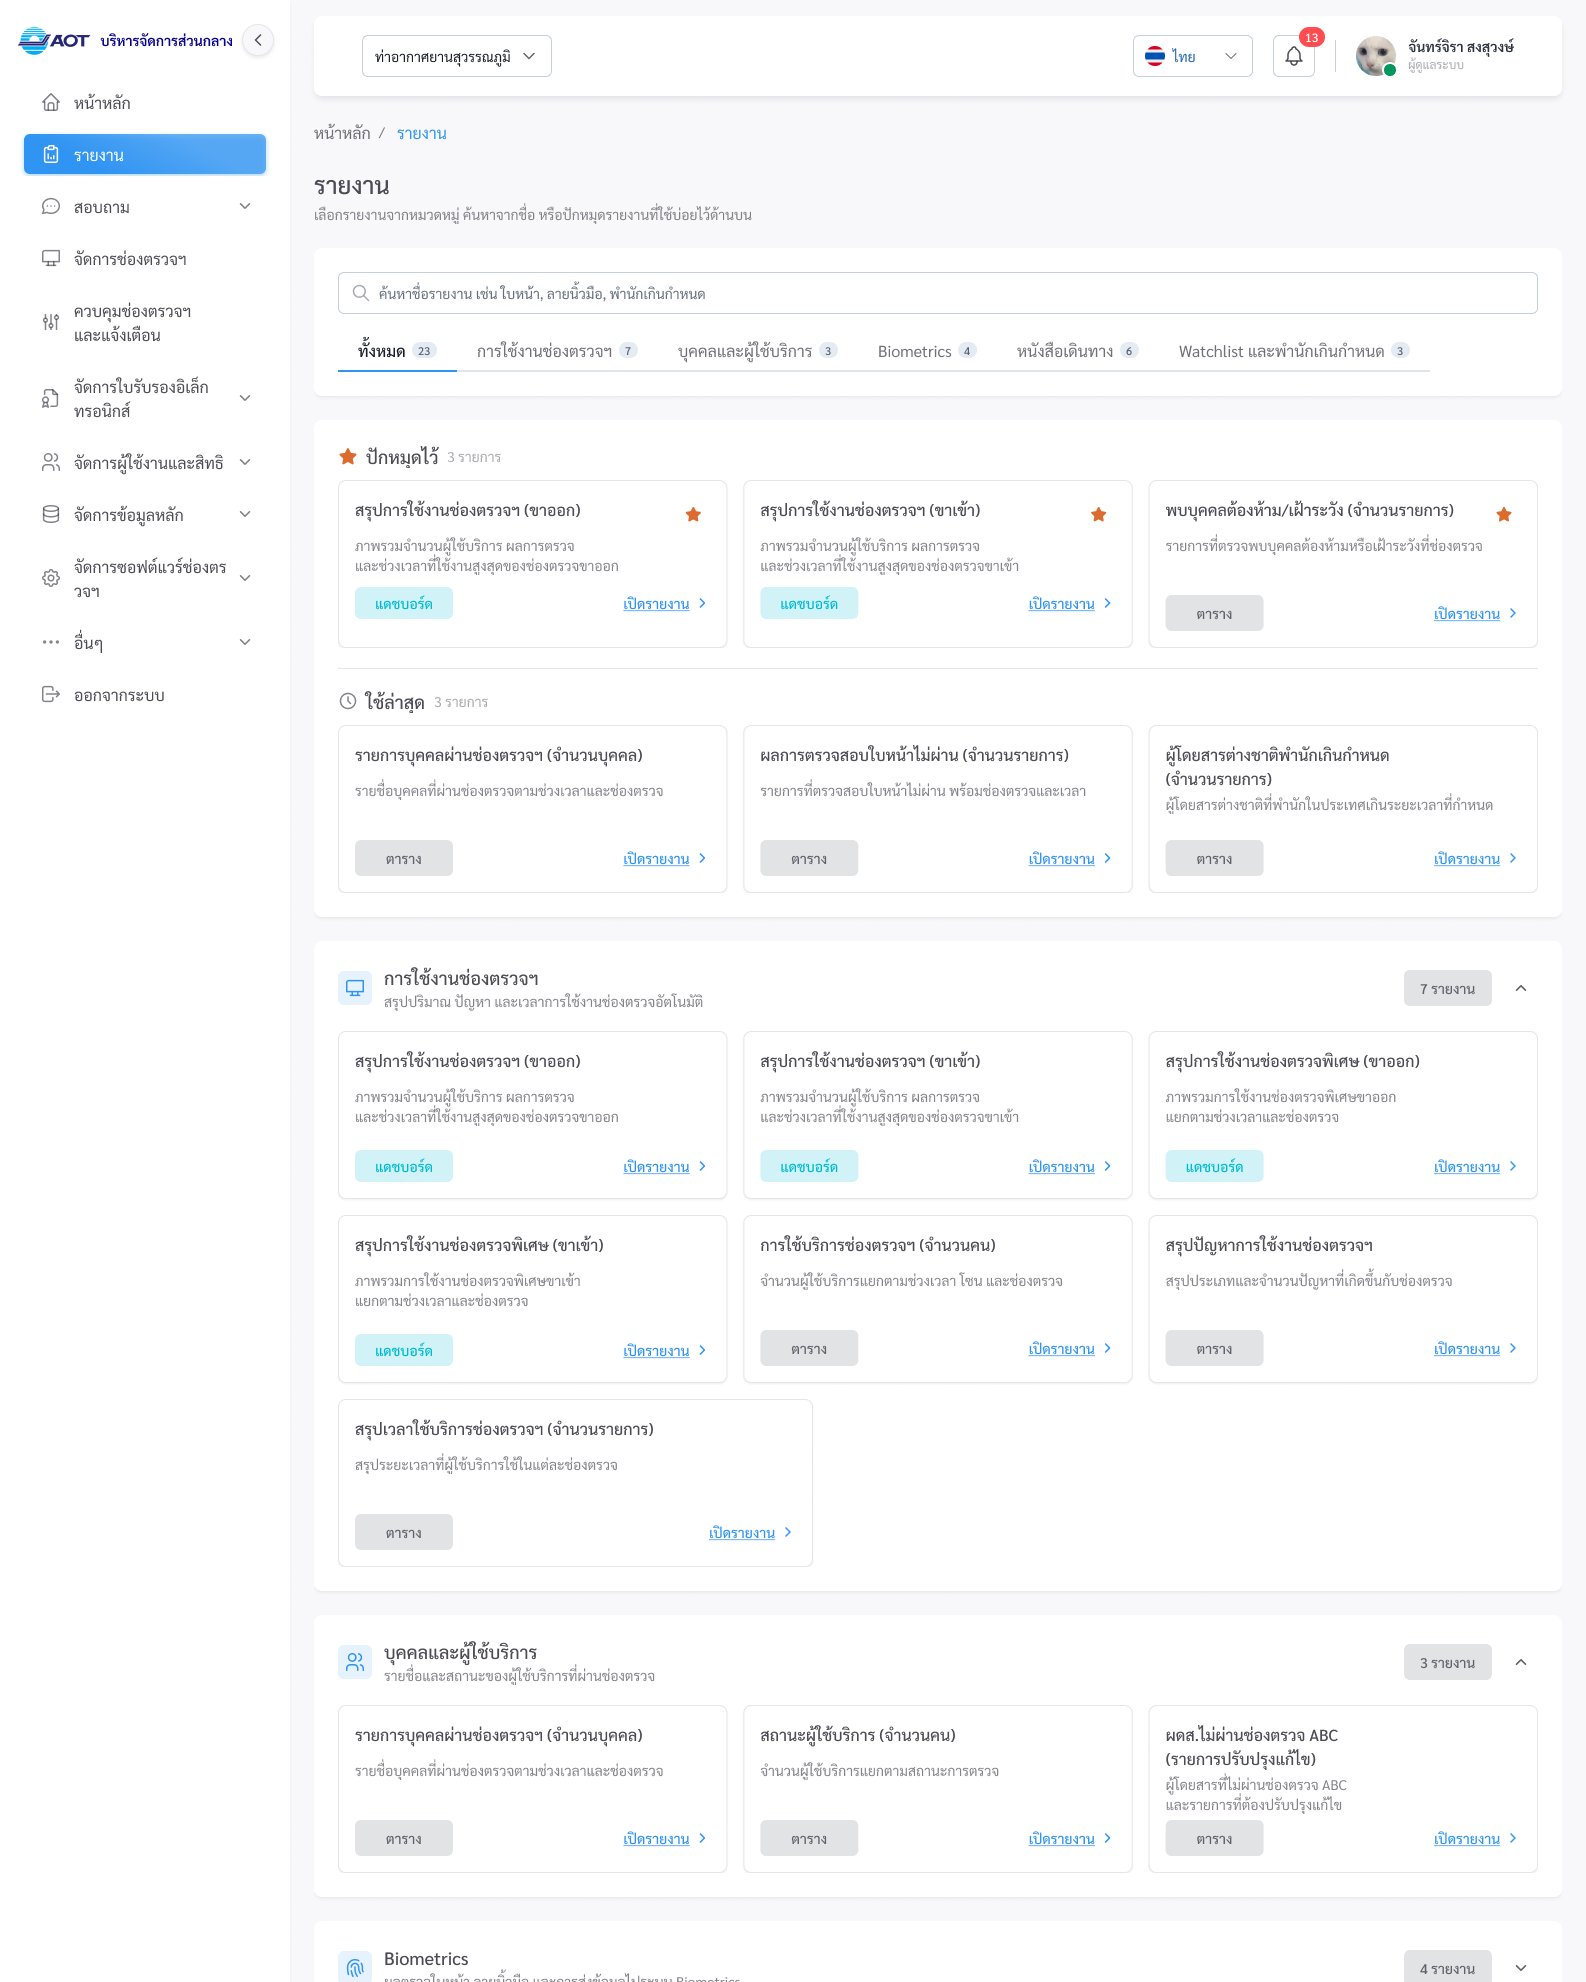 AOT บริหารจัดการส่วนกลาง
หน้าหลัก
รายงาน
สอบถาม
จัดการช่องตรวจฯ
ควบคุมช่องตรวจฯ
และแจ้งเตือน
จัดการใบรับรองอิเล็ก
ทรอนิกส์
จัดการผู้ใช้งานและสิทธิ
จัดการข้อมูลหลัก
จัดการซอฟต์แวร์ช่องตร
วจฯ
อื่นๆ
ออกจากระบบ
ท่าอากาศยานสุวรรณภูมิ
ไทย
13
จันทร์จิรา สงสุวงษ์
ผู้ดูแลระบบ
หน้าหลัก / รายงาน
รายงาน
เลือกรายงานจากหมวดหมู่ ค้นหาจากชื่อ หรือปักหมุดรายงานที่ใช้บ่อยไว้ด้านบน
ค้นหาชื่อรายงาน เช่น ใบหน้า, ลายนิ้วมือ, พำนักเกินกำหนด
ทั้งหมด 23 การใช้งานช่องตรวจฯ 7 บุคคลและผู้ใช้บริการ 3 Biometrics 4 หนังสือเดินทาง 6 Watchlist และพำนักเกินกำหนด 3
ปักหมุดไว้ 3 รายการ
สรุปการใช้งานช่องตรวจฯ (ขาออก)
ภาพรวมจำนวนผู้ใช้บริการ ผลการตรวจ
และช่วงเวลาที่ใช้งานสูงสุดของช่องตรวจขาออก
แดชบอร์ด เปิดรายงาน
สรุปการใช้งานช่องตรวจฯ (ขาเข้า)
ภาพรวมจำนวนผู้ใช้บริการ ผลการตรวจ
และช่วงเวลาที่ใช้งานสูงสุดของช่องตรวจขาเข้า
แดชบอร์ด เปิดรายงาน
พบบุคคลต้องห้าม/เฝ้าระวัง (จำนวนรายการ)
รายการที่ตรวจพบบุคคลต้องห้ามหรือเฝ้าระวังที่ช่องตรวจ
ตาราง เปิดรายงาน
ใช้ล่าสุด 3 รายการ
รายการบุคคลผ่านช่องตรวจฯ (จำนวนบุคคล)
รายชื่อบุคคลที่ผ่านช่องตรวจตามช่วงเวลาและช่องตรวจ
ตาราง เปิดรายงาน
ผลการตรวจสอบใบหน้าไม่ผ่าน (จำนวนรายการ)
รายการที่ตรวจสอบใบหน้าไม่ผ่าน พร้อมช่องตรวจและเวลา
ตาราง เปิดรายงาน
ผู้โดยสารต่างชาติพำนักเกินกำหนด
(จำนวนรายการ)
ผู้โดยสารต่างชาติที่พำนักในประเทศเกินระยะเวลาที่กำหนด
ตาราง เปิดรายงาน
การใช้งานช่องตรวจฯ
สรุปปริมาณ ปัญหา และเวลาการใช้งานช่องตรวจอัตโนมัติ
7 รายงาน
สรุปการใช้งานช่องตรวจฯ (ขาออก)
ภาพรวมจำนวนผู้ใช้บริการ ผลการตรวจ
และช่วงเวลาที่ใช้งานสูงสุดของช่องตรวจขาออก
แดชบอร์ด เปิดรายงาน
สรุปการใช้งานช่องตรวจฯ (ขาเข้า)
ภาพรวมจำนวนผู้ใช้บริการ ผลการตรวจ
และช่วงเวลาที่ใช้งานสูงสุดของช่องตรวจขาเข้า
แดชบอร์ด เปิดรายงาน
สรุปการใช้งานช่องตรวจพิเศษ (ขาออก)
ภาพรวมการใช้งานช่องตรวจพิเศษขาออก
แยกตามช่วงเวลาและช่องตรวจ
แดชบอร์ด เปิดรายงาน
สรุปการใช้งานช่องตรวจพิเศษ (ขาเข้า)
ภาพรวมการใช้งานช่องตรวจพิเศษขาเข้า
แยกตามช่วงเวลาและช่องตรวจ
แดชบอร์ด เปิดรายงาน
การใช้บริการช่องตรวจฯ (จำนวนคน)
จำนวนผู้ใช้บริการแยกตามช่วงเวลา โซน และช่องตรวจ
ตาราง เปิดรายงาน
สรุปปัญหาการใช้งานช่องตรวจฯ
สรุปประเภทและจำนวนปัญหาที่เกิดขึ้นกับช่องตรวจ
ตาราง เปิดรายงาน
สรุปเวลาใช้บริการช่องตรวจฯ (จำนวนรายการ)
สรุประยะเวลาที่ผู้ใช้บริการใช้ในแต่ละช่องตรวจ
ตาราง เปิดรายงาน
บุคคลและผู้ใช้บริการ
รายชื่อและสถานะของผู้ใช้บริการที่ผ่านช่องตรวจ
3 รายงาน
รายการบุคคลผ่านช่องตรวจฯ (จำนวนบุคคล)
รายชื่อบุคคลที่ผ่านช่องตรวจตามช่วงเวลาและช่องตรวจ
ตาราง เปิดรายงาน
สถานะผู้ใช้บริการ (จำนวนคน)
จำนวนผู้ใช้บริการแยกตามสถานะการตรวจ
ตาราง เปิดรายงาน
ผดส.ไม่ผ่านช่องตรวจ ABC
(รายการปรับปรุงแก้ไข)
ผู้โดยสารที่ไม่ผ่านช่องตรวจ ABC
และรายการที่ต้องปรับปรุงแก้ไข
ตาราง เปิดรายงาน
Biometrics
ผลตรวจใบหน้า ลายนิ้วมือ และการส่งข้อมูลไประบบ Biometrics
4 รายงาน